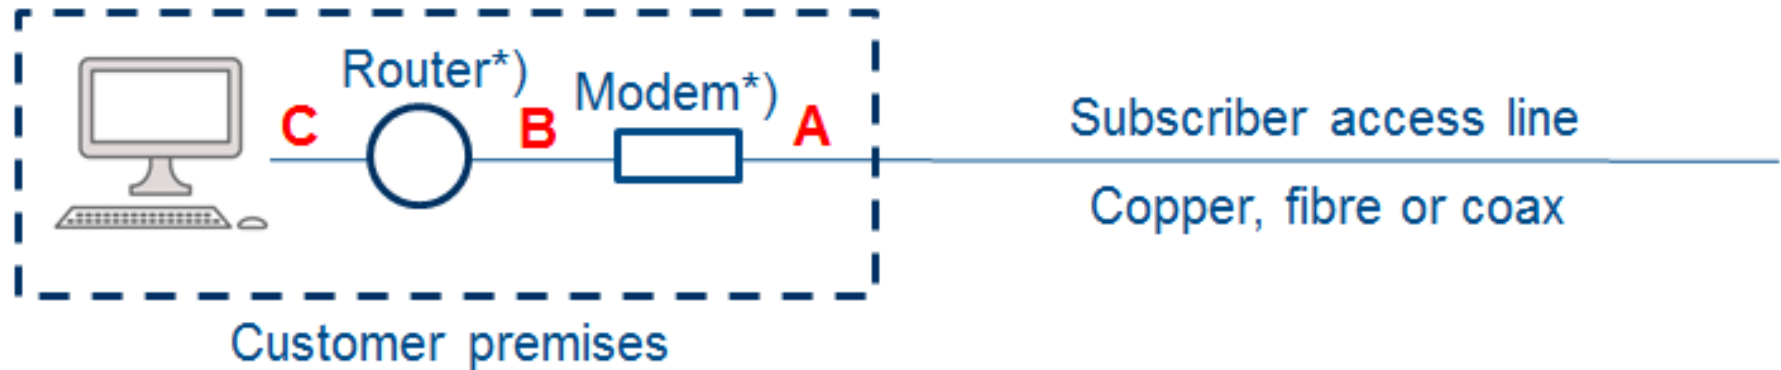 Router*)
Modem*)
C
B
A
Subscriber access line
Copper, fibre or coax
Customer premises